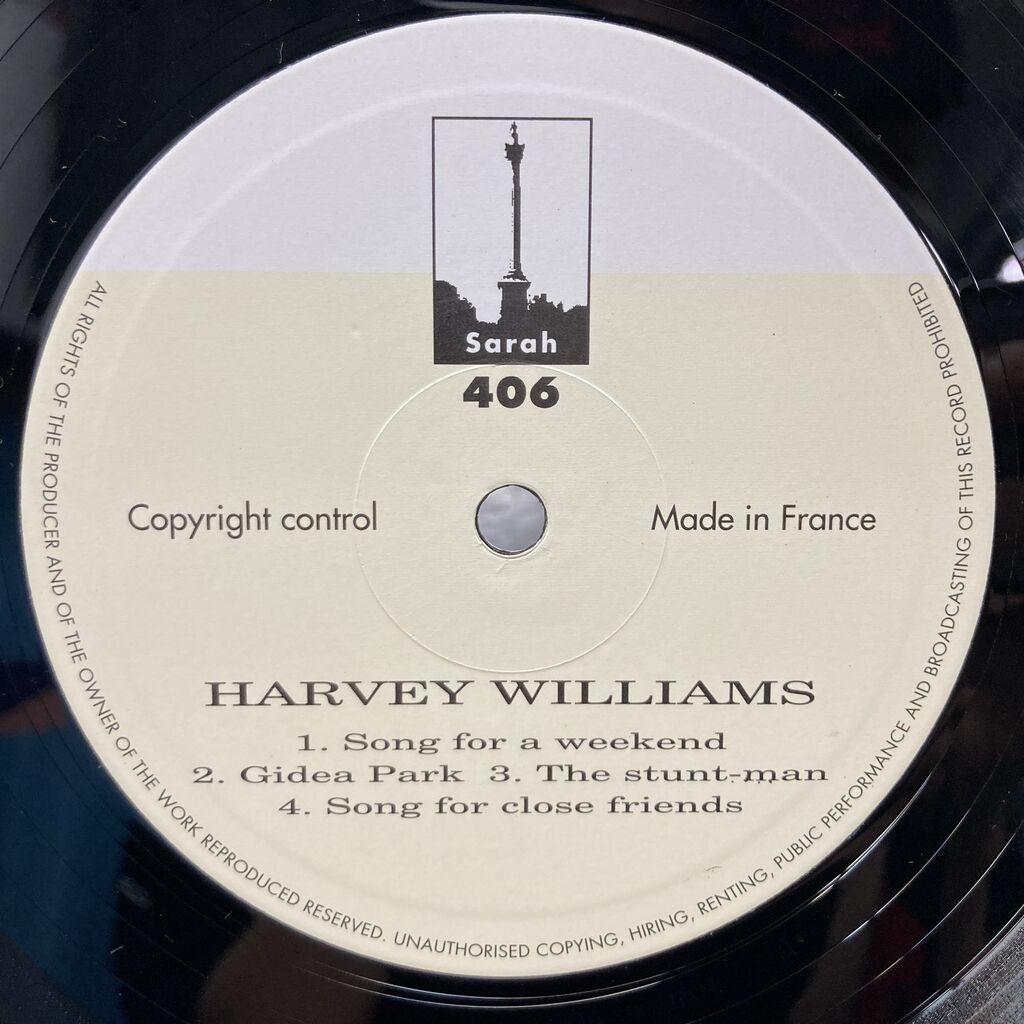 Sarah
406
Copyright control
Made in France
HARVEY WILLIAMS
1. Song for a weekend
2. Gidea Park 3. The stunt-man
4. Song for close friends
ALL RIGHTS OF THE PRODUCER AND OF THE OWNER OF THE WORK REPRODUCED RESERVED. UNAUTHORISED COPYING, HIRING, RENTING, PUBLIC PERFORMANCE AND BROADCASTING OF THIS RECORD PROHIBITED